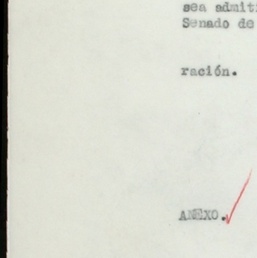 sea admiti
Senado de
ración.
ANEXO.